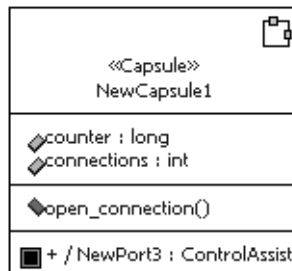 «Capsule»
NewCapsule1
counter : long
connections : int
open_connection()
+ / NewPort3 : ControlAssist